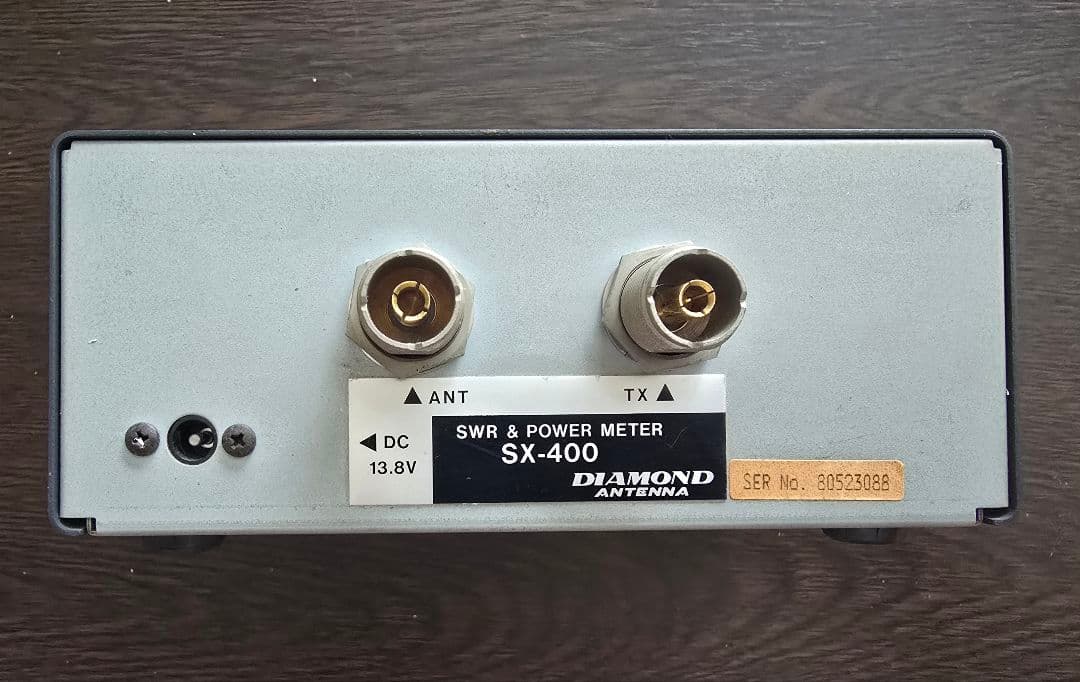 ▲ ANT
TX ▲
◀ DC
13.8V
SWR & POWER METER
SX-400
DIAMOND
ANTENNA
SER No. 80523088